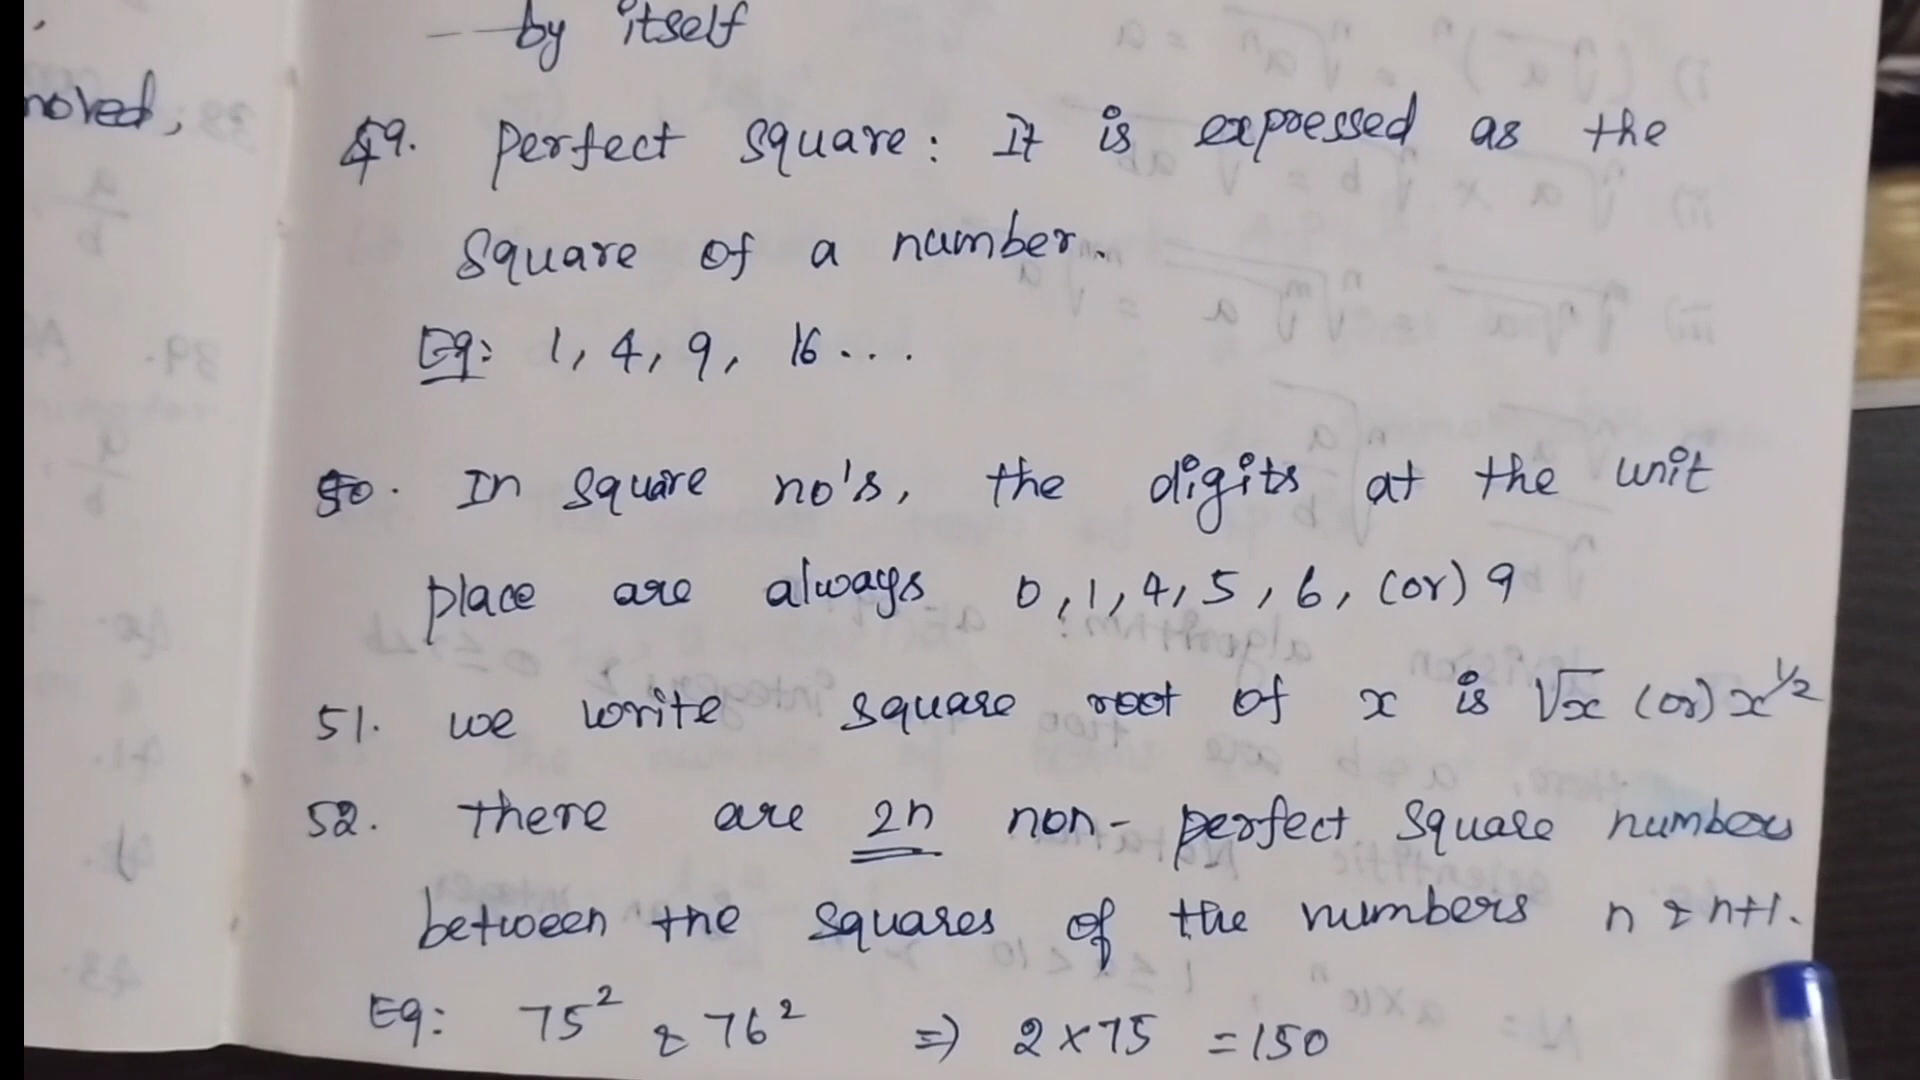 by itself
noved,
49. Perfect square: It is expressed as the
square of a number.
Eg: 1, 4, 9, 16 ...
50. In square no's, the digits at the unit
place are always 0, 1, 4, 5, 6, (or) 9
51. we write square root of x is √x (or) x^1/2
52. There are 2n non-perfect square numbers
between the squares of the numbers n & n+1.
Eg: 75² & 76² ⇒ 2 × 75 = 150